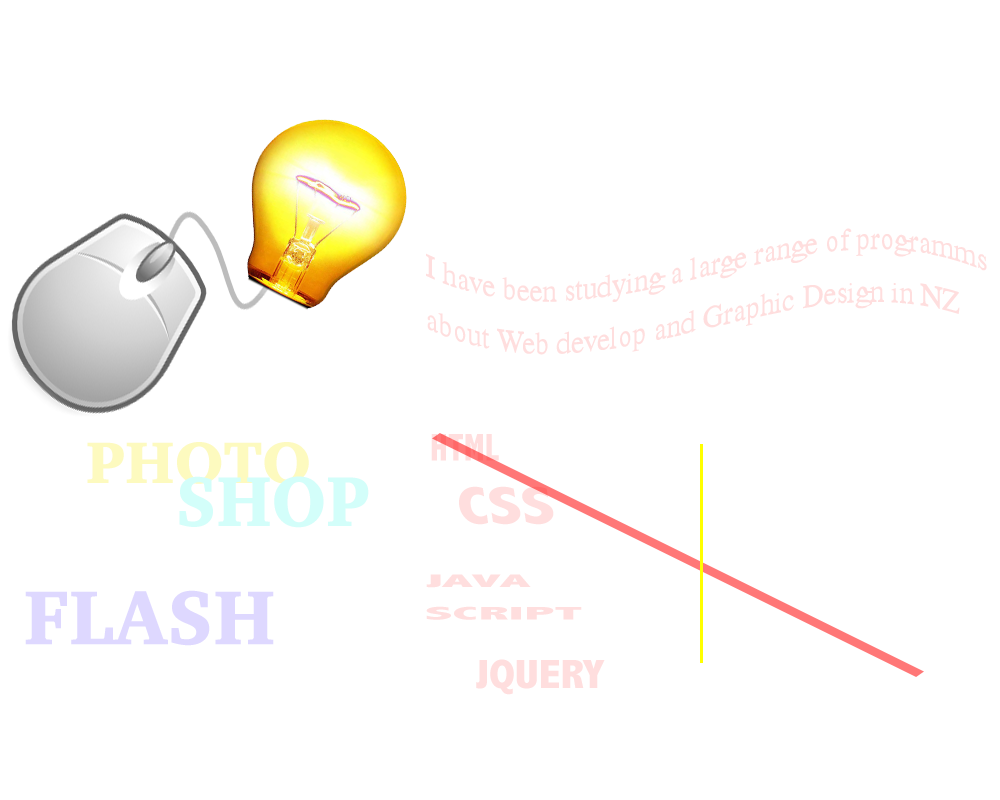 I have been studying a large range of programms
about Web develop and Graphic Design in NZ
PHOTO
SHOP
FLASH
HTML
CSS
JAVA
SCRIPT
JQUERY